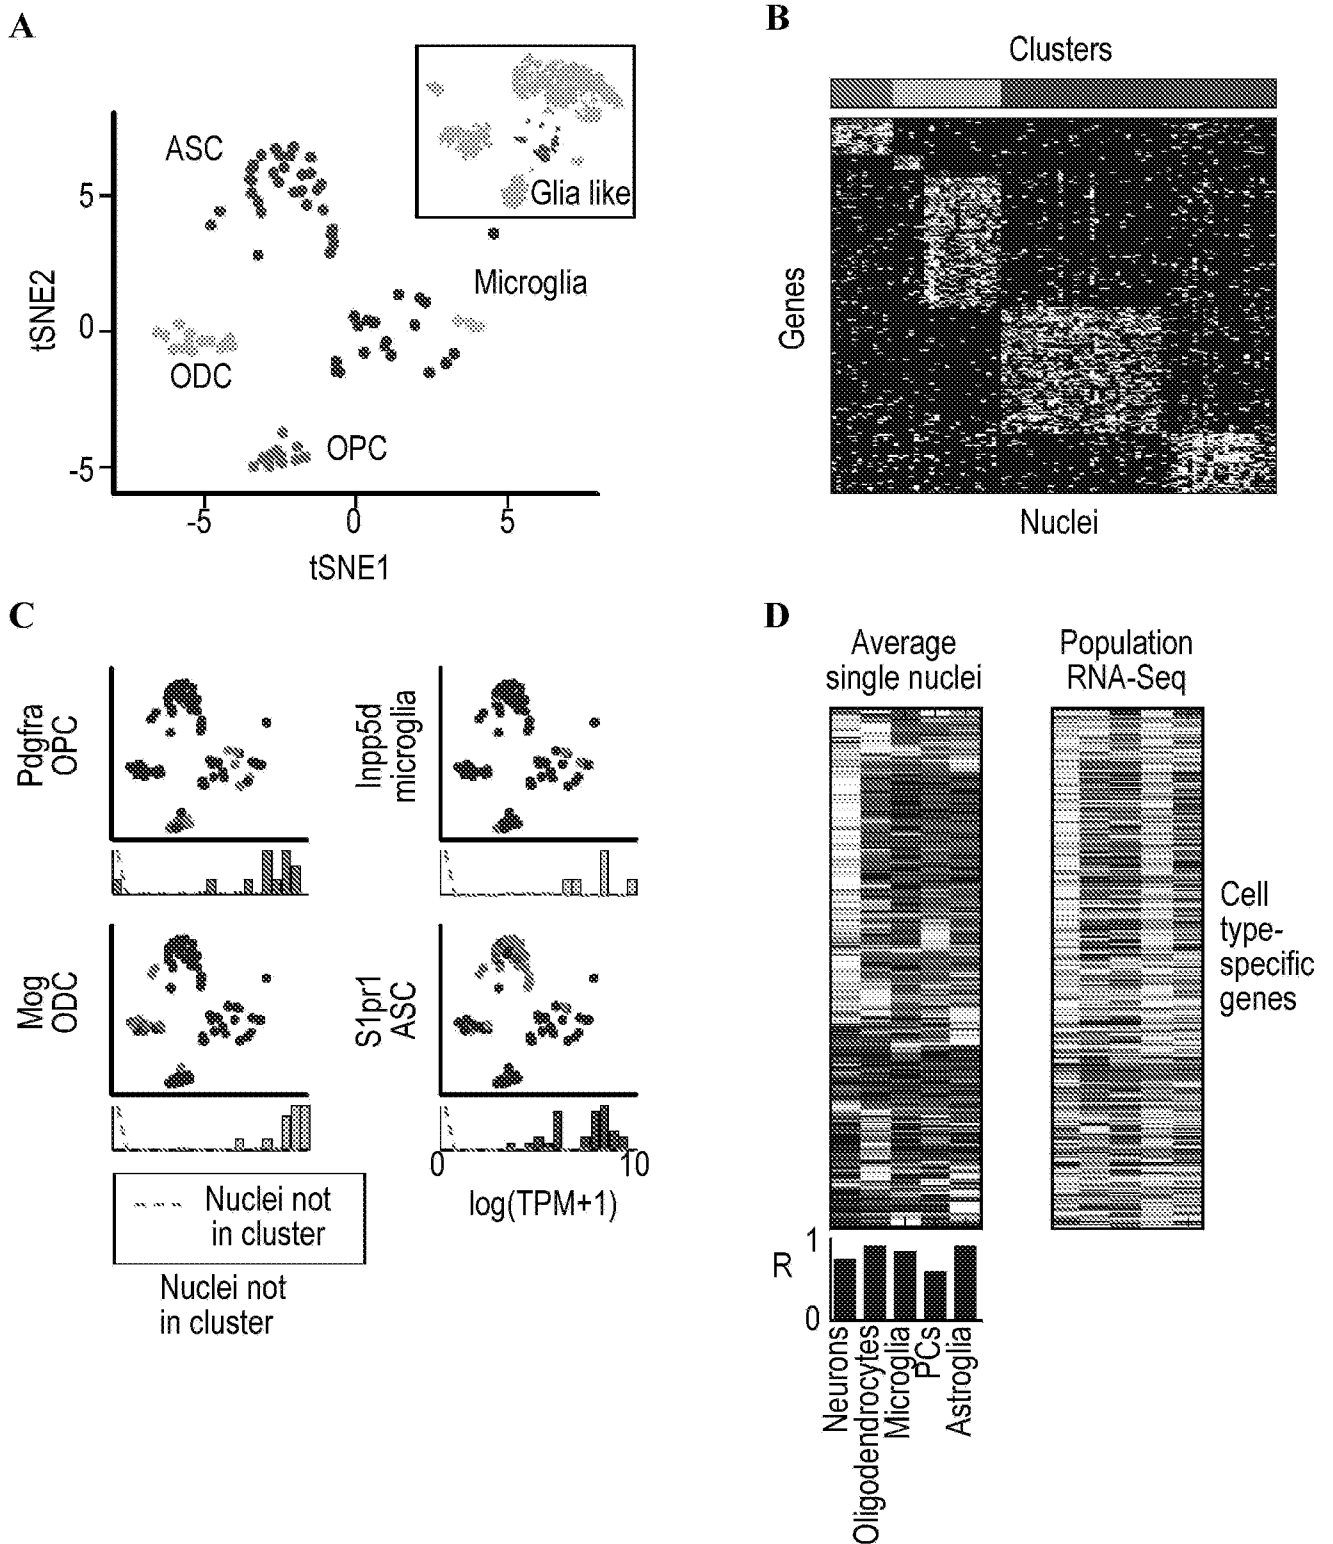 A
ASC
Glia like
Microglia
ODC
OPC
5
0
-5
tSNE2
-5
0
5
tSNE1
B
Clusters
Genes
Nuclei
C
Pdgfra
OPC
Inpp5d
microglia
Mog
ODC
S1pr1
ASC
0
10
log(TPM+1)
Nuclei not
in cluster
Nuclei not
in cluster
D
Average
single nuclei
Population
RNA-Seq
Cell
type-
specific
genes
1
R
0
Neurons
Oligodendrocytes
Microglia
PCs
Astroglia